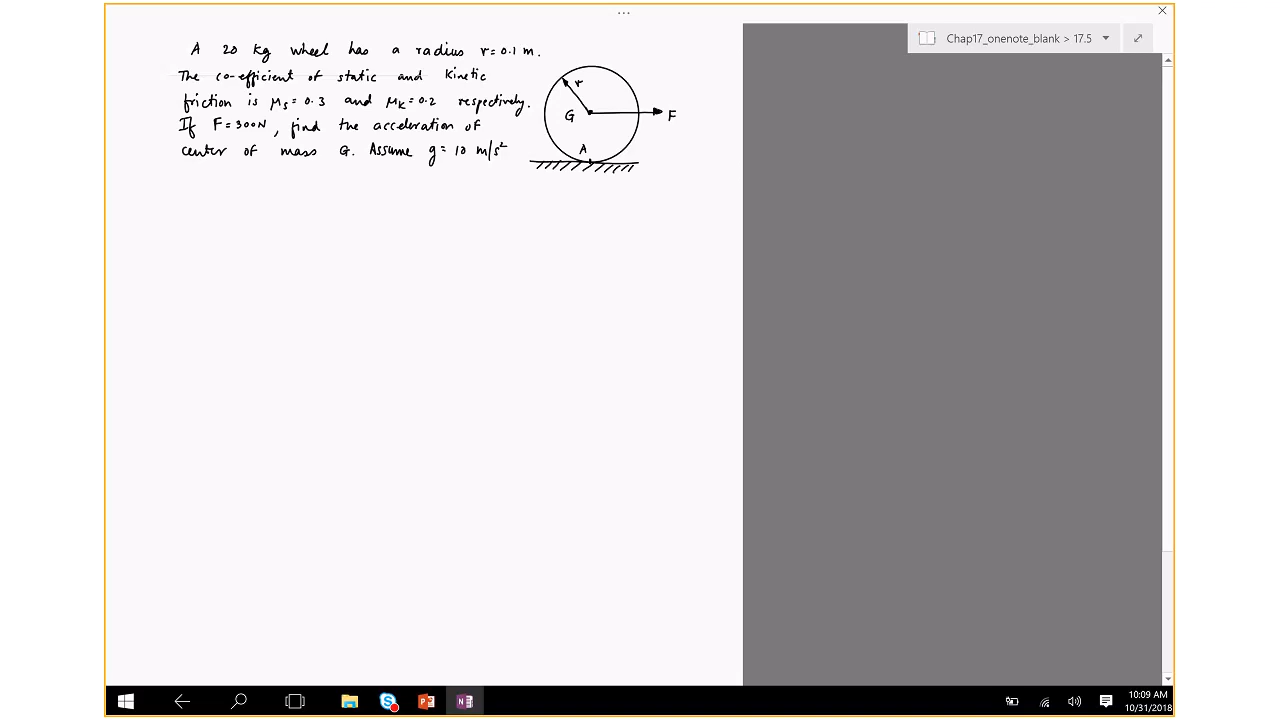 ...
Chap17_onenote_blank > 17.5
A 20 kg wheel has a radius r = 0.1 m.
The co-efficient of static and kinetic
friction is μs = 0.3 and μk = 0.2 respectively.
If F = 300N, find the acceleration of
center of mass G. Assume g = 10 m/s²
r
G
F
A
10:09 AM
10/31/2018